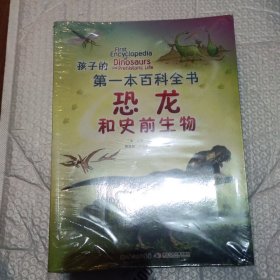 First
Encyclopedia
of Dinosaurs
and Prehistoric Life
孩子的
第一本百科全书
恐龙
和史前生物